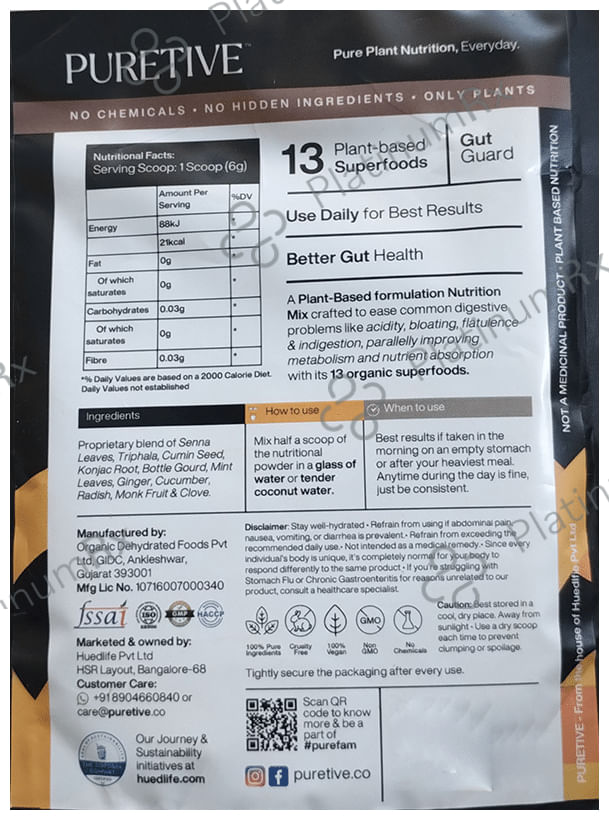 PURETIVE™
Pure Plant Nutrition, Everyday.
NO CHEMICALS • NO HIDDEN INGREDIENTS • ONLY PLANTS
Nutritional Facts:
Serving Scoop: 1 Scoop (6g)
Amount Per
Serving
%DV
Energy 88kJ *
21kcal *
Fat 0g
Of which
saturates 0g *
Carbohydrates 0.03g *
Of which
saturates 0g *
Fibre 0.03g *
*% Daily Values are based on a 2000 Calorie Diet.
Daily Values not established
13 Plant-based
Superfoods
Gut
Guard
Use Daily for Best Results
Better Gut Health
A Plant-Based formulation Nutrition
Mix crafted to ease common digestive
problems like acidity, bloating, flatulence
& indigestion, parallelly improving
metabolism and nutrient absorption
with its 13 organic superfoods.
Ingredients
Proprietary blend of Senna
Leaves, Triphala, Cumin Seed,
Konjac Root, Bottle Gourd, Mint
Leaves, Ginger, Cucumber,
Radish, Monk Fruit & Clove.
How to use
Mix half a scoop of
the nutritional
powder in a glass of
water or tender
coconut water.
When to use
Best results if taken in the
morning on an empty stomach
or after your heaviest meal.
Anytime during the day is fine,
just be consistent.
Manufactured by:
Organic Dehydrated Foods Pvt
Ltd, GIDC, Ankleshwar,
Gujarat 393001
Mfg Lic No. 10716007000340
fssai
ISO
GMP
HACCP
Marketed & owned by:
Huedlife Pvt Ltd
HSR Layout, Bangalore-68
Customer Care:
+91 8904660840 or
care@puretive.co
Our Journey &
Sustainability
initiatives at
huedlife.com
Disclaimer: Stay well-hydrated • Refrain from using if abdominal pain,
nausea, vomiting, or diarrhea is prevalent • Refrain from exceeding the
recommended daily use • Not intended as a medical remedy • Since every
individual's body is unique, it's completely normal for your body to
respond differently to the same product • If you're struggling with
Stomach Flu or Chronic Gastroenteritis for reasons unrelated to our
product, consult a healthcare specialist.
GMO
100% Pure
Ingredients
Cruelty
Free
100%
Vegan
Non
GMO
No
Chemicals
Caution: Best stored in a
cool, dry place. Away from
sunlight • Use a dry scoop
each time to prevent
clumping or spoilage.
Tightly secure the packaging after every use.
Scan QR
code to know
more & be a
part of
#purefam
puretive.co
NOT A MEDICINAL PRODUCT • PLANT BASED NUTRITION
PURETIVE - From the house of Huedlife Pvt Ltd
PlatinumRx